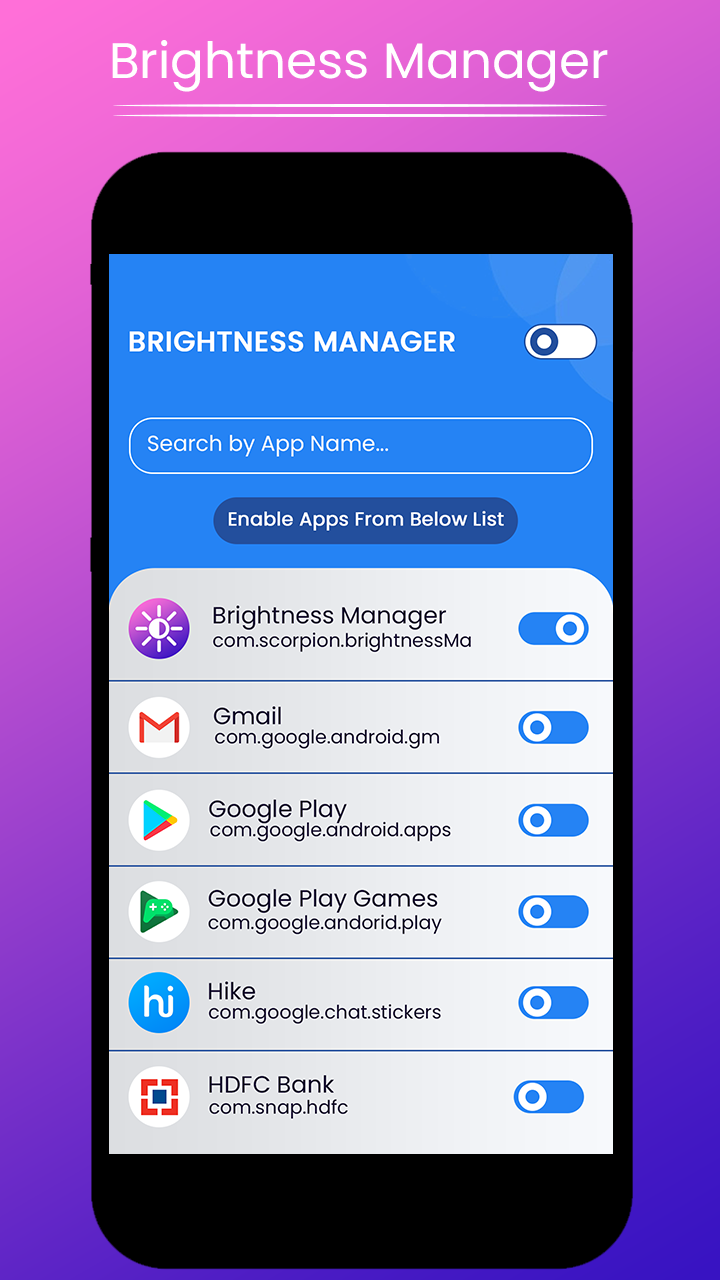 Brightness Manager
BRIGHTNESS MANAGER
Search by App Name...
Enable Apps From Below List
Brightness Manager
com.scorpion.brightnessMa
Gmail
com.google.android.gm
Google Play
com.google.android.apps
Google Play Games
com.google.andorid.play
hi
Hike
com.google.chat.stickers
HDFC Bank
com.snap.hdfc